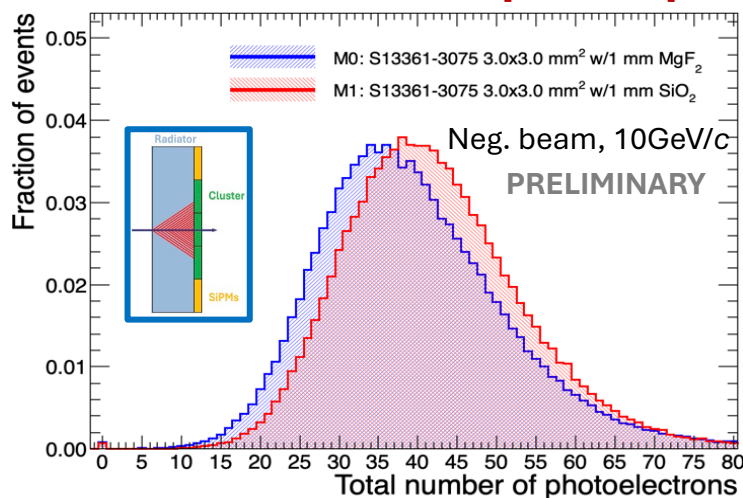 0.05
M0: S13361-3075 3.0x3.0 mm² w/1 mm MgF₂
M1: S13361-3075 3.0x3.0 mm² w/1 mm SiO₂
Fraction of events
0.04
Neg. beam, 10GeV/c
PRELIMINARY
Radiator
Cluster
SiPMs
0.03
0.02
0.01
0.00
0 5 10 15 20 25 30 35 40 45 50 55 60 65 70 75 80
Total number of photoelectrons